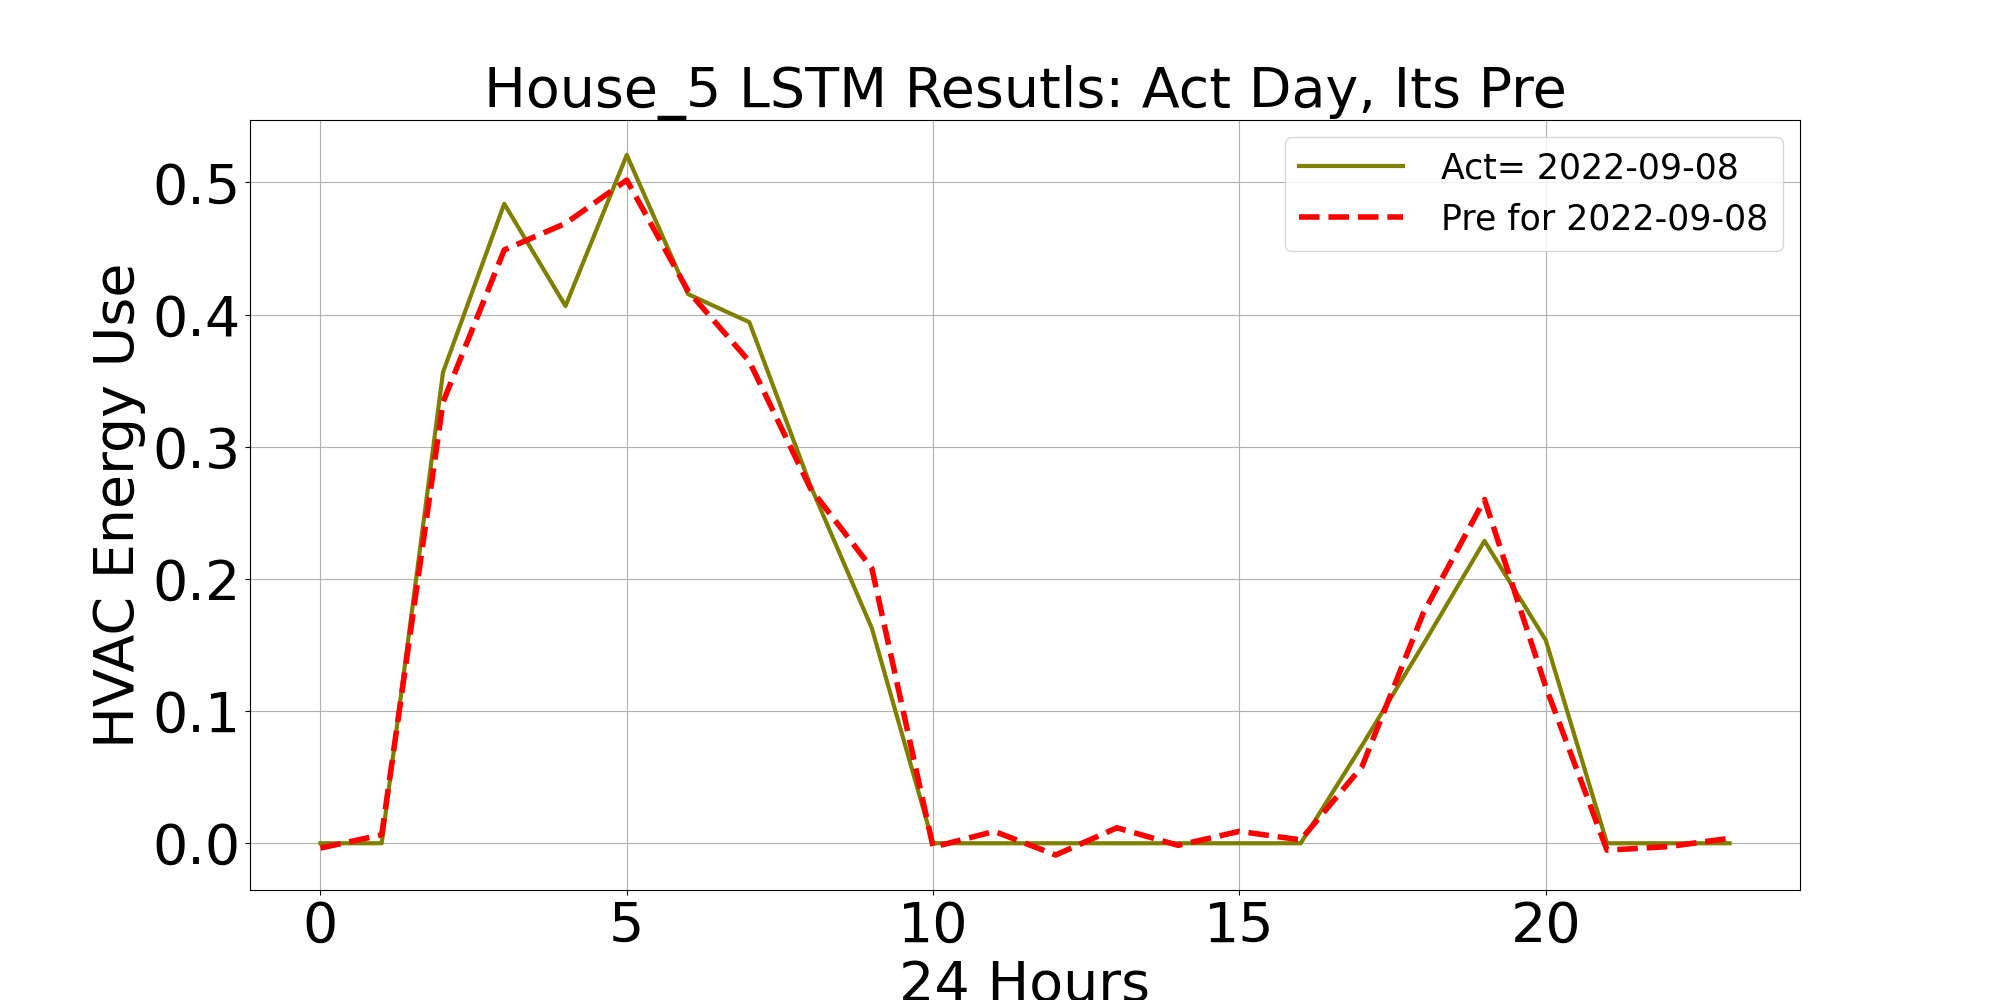 House_5 LSTM Resutls: Act Day, Its Pre
Act= 2022-09-08
Pre for 2022-09-08
HVAC Energy Use
0.5
0.4
0.3
0.2
0.1
0.0
0 5 10 15 20
24 Hours